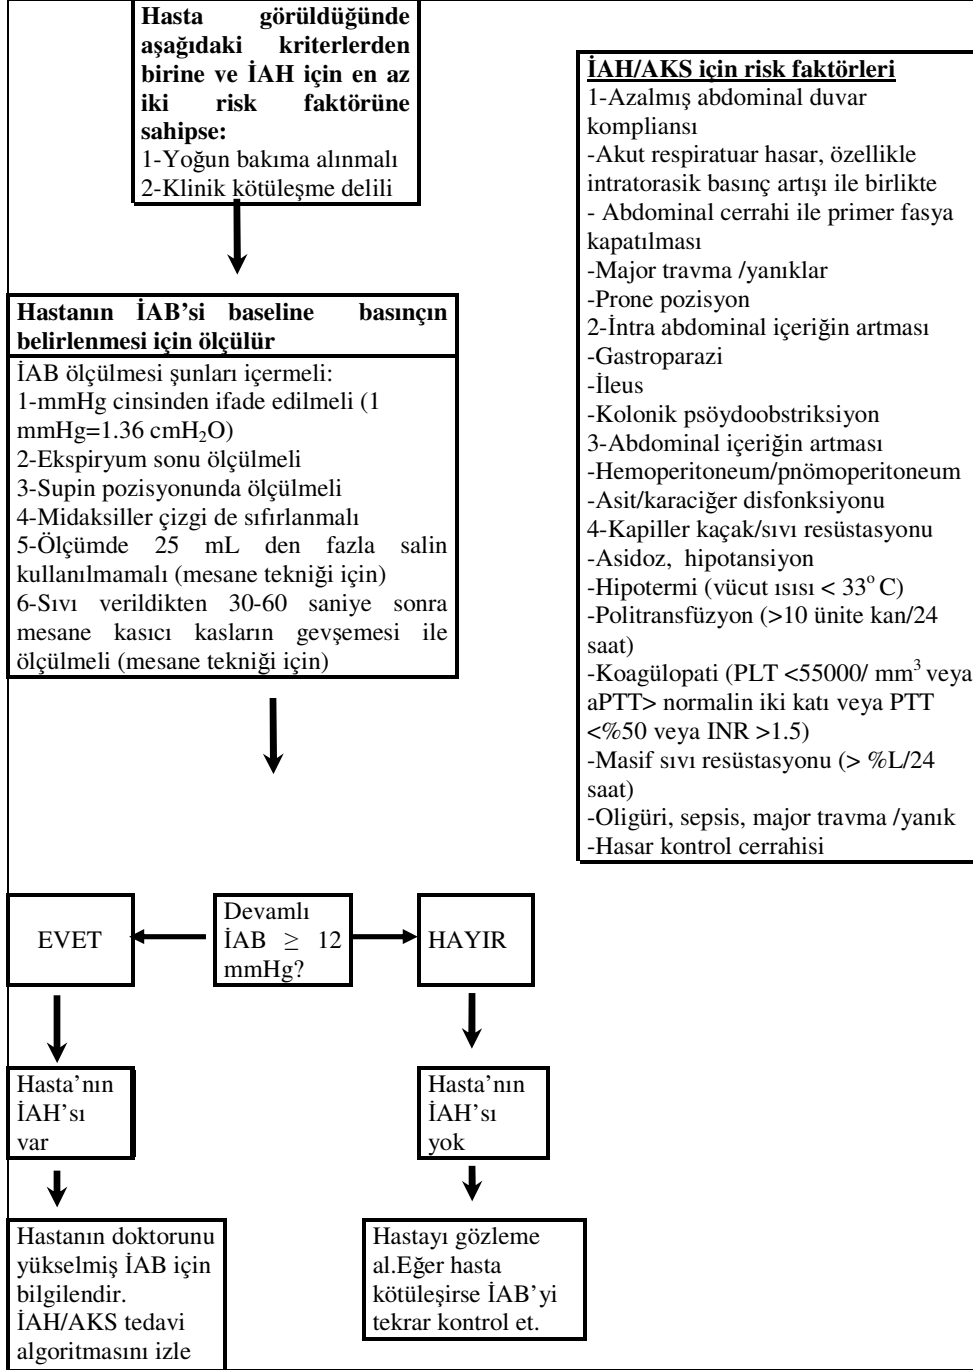 Hasta görüldüğünde
aşağıdaki kriterlerden
birine ve İAH için en az
iki risk faktörüne
sahipse:
1-Yoğun bakıma alınmalı
2-Klinik kötüleşme delili
Hastanın İAB’si baseline basınçın
belirlenmesi için ölçülür
İAB ölçülmesi şunları içermeli:
1-mmHg cinsinden ifade edilmeli (1
mmHg=1.36 cmH₂O)
2-Ekspiryum sonu ölçülmeli
3-Supin pozisyonunda ölçülmeli
4-Midaksiller çizgi de sıfırlanmalı
5-Ölçümde 25 mL den fazla salin
kullanılmamalı (mesane tekniği için)
6-Sıvı verildikten 30-60 saniye sonra
mesane kasıcı kasların gevşemesi ile
ölçülmeli (mesane tekniği için)
İAH/AKS için risk faktörleri
1-Azalmış abdominal duvar
kompliansı
-Akut respiratuar hasar, özellikle
intratorasik basınç artışı ile birlikte
- Abdominal cerrahi ile primer fasya
kapatılması
-Major travma /yanıklar
-Prone pozisyon
2-İntra abdominal içeriğin artması
-Gastroparazi
-İleus
-Kolonik psöydoobstriksiyon
3-Abdominal içeriğin artması
-Hemoperitoneum/pnömoperitoneum
-Asit/karaciğer disfonksiyonu
4-Kapiller kaçak/sıvı resüstasyonu
-Asidoz, hipotansiyon
-Hipotermi (vücut ısısı < 33° C)
-Politransfüzyon (>10 ünite kan/24
saat)
-Koagülopati (PLT <55000/ mm³ veya
aPTT> normalin iki katı veya PTT
<%50 veya INR >1.5)
-Masif sıvı resüstasyonu (> %L/24
saat)
-Oligüri, sepsis, major travma /yanık
-Hasar kontrol cerrahisi
EVET
Devamlı
İAB ≥ 12
mmHg?
HAYIR
Hasta’nın
İAH’sı
var
Hasta’nın
İAH’sı
yok
Hastanın doktorunu
yükselmiş İAB için
bilgilendir.
İAH/AKS tedavi
algoritmasını izle
Hastayı gözleme
al.Eğer hasta
kötüleşirse İAB’yi
tekrar kontrol et.